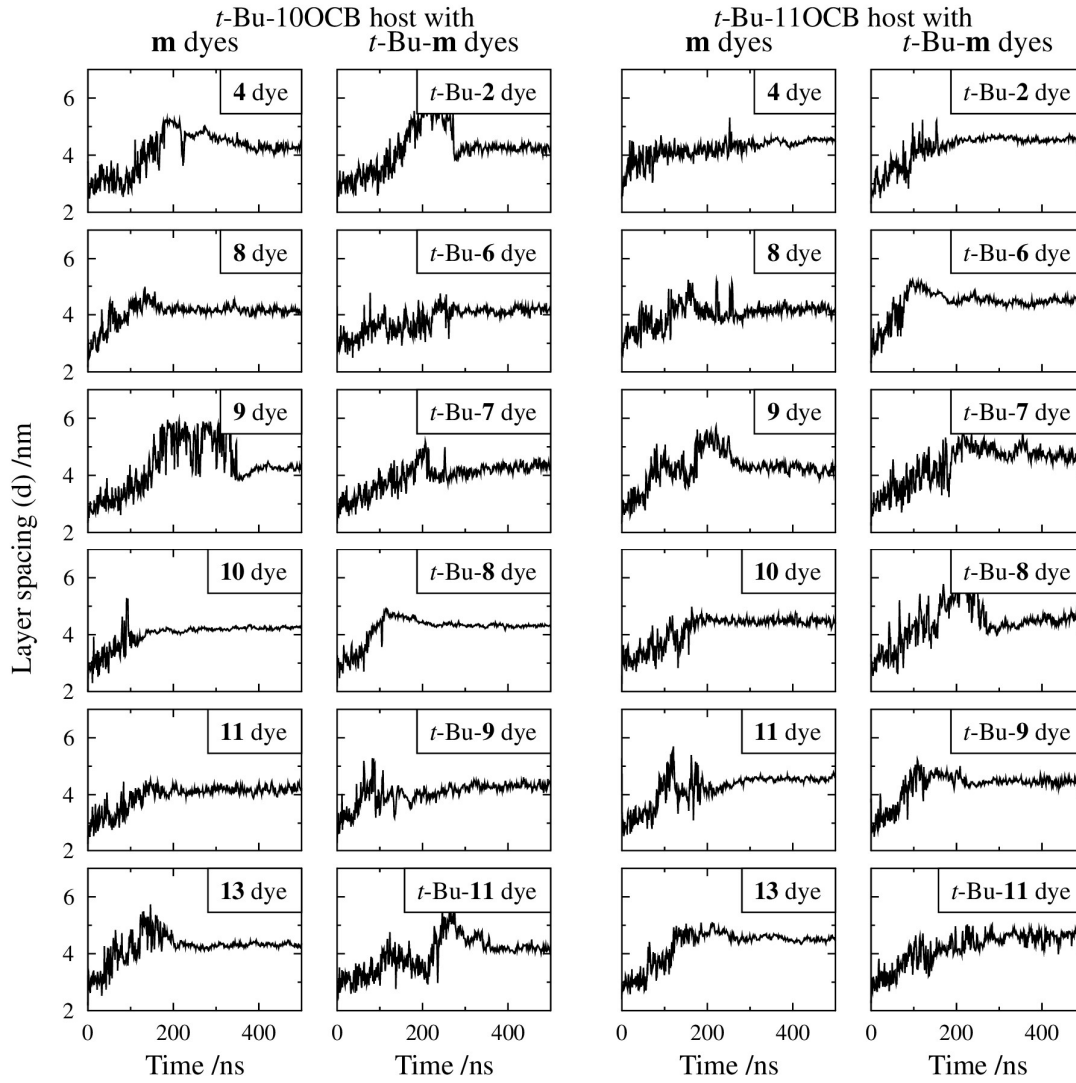 t-Bu-10OCB host with t-Bu-11OCB host with
m dyes t-Bu-m dyes m dyes t-Bu-m dyes
6 4 dye t-Bu-2 dye 4 dye t-Bu-2 dye
4
2
6 8 dye t-Bu-6 dye 8 dye t-Bu-6 dye
4
2
6 9 dye t-Bu-7 dye 9 dye t-Bu-7 dye
4
2
Layer spacing (d) /nm
6 10 dye t-Bu-8 dye 10 dye t-Bu-8 dye
4
2
6 11 dye t-Bu-9 dye 11 dye t-Bu-9 dye
4
2
6 13 dye t-Bu-11 dye 13 dye t-Bu-11 dye
4
2
0 200 400 0 200 400 0 200 400 0 200 400
Time /ns Time /ns Time /ns Time /ns